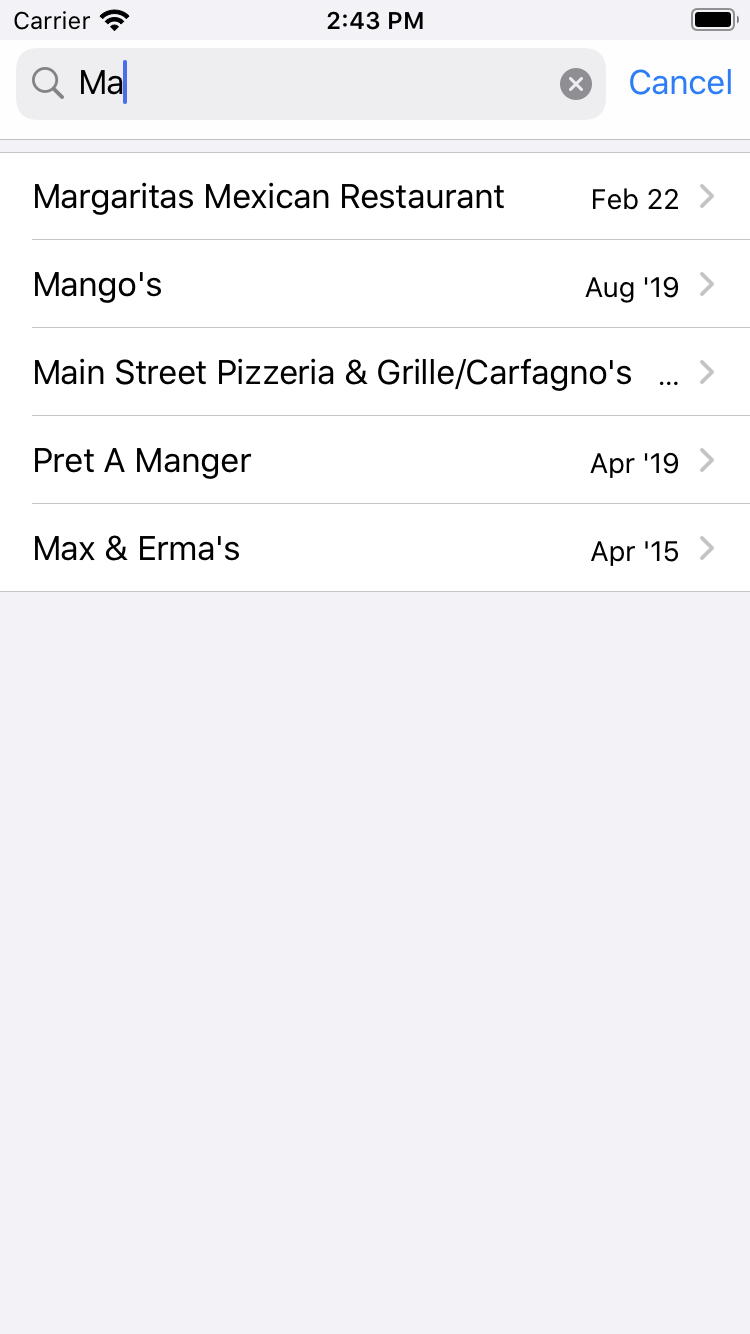 Carrier 2:43 PM
Ma Cancel
Margaritas Mexican Restaurant Feb 22
Mango's Aug '19
Main Street Pizzeria & Grille/Carfagno's ...
Pret A Manger Apr '19
Max & Erma's Apr '15